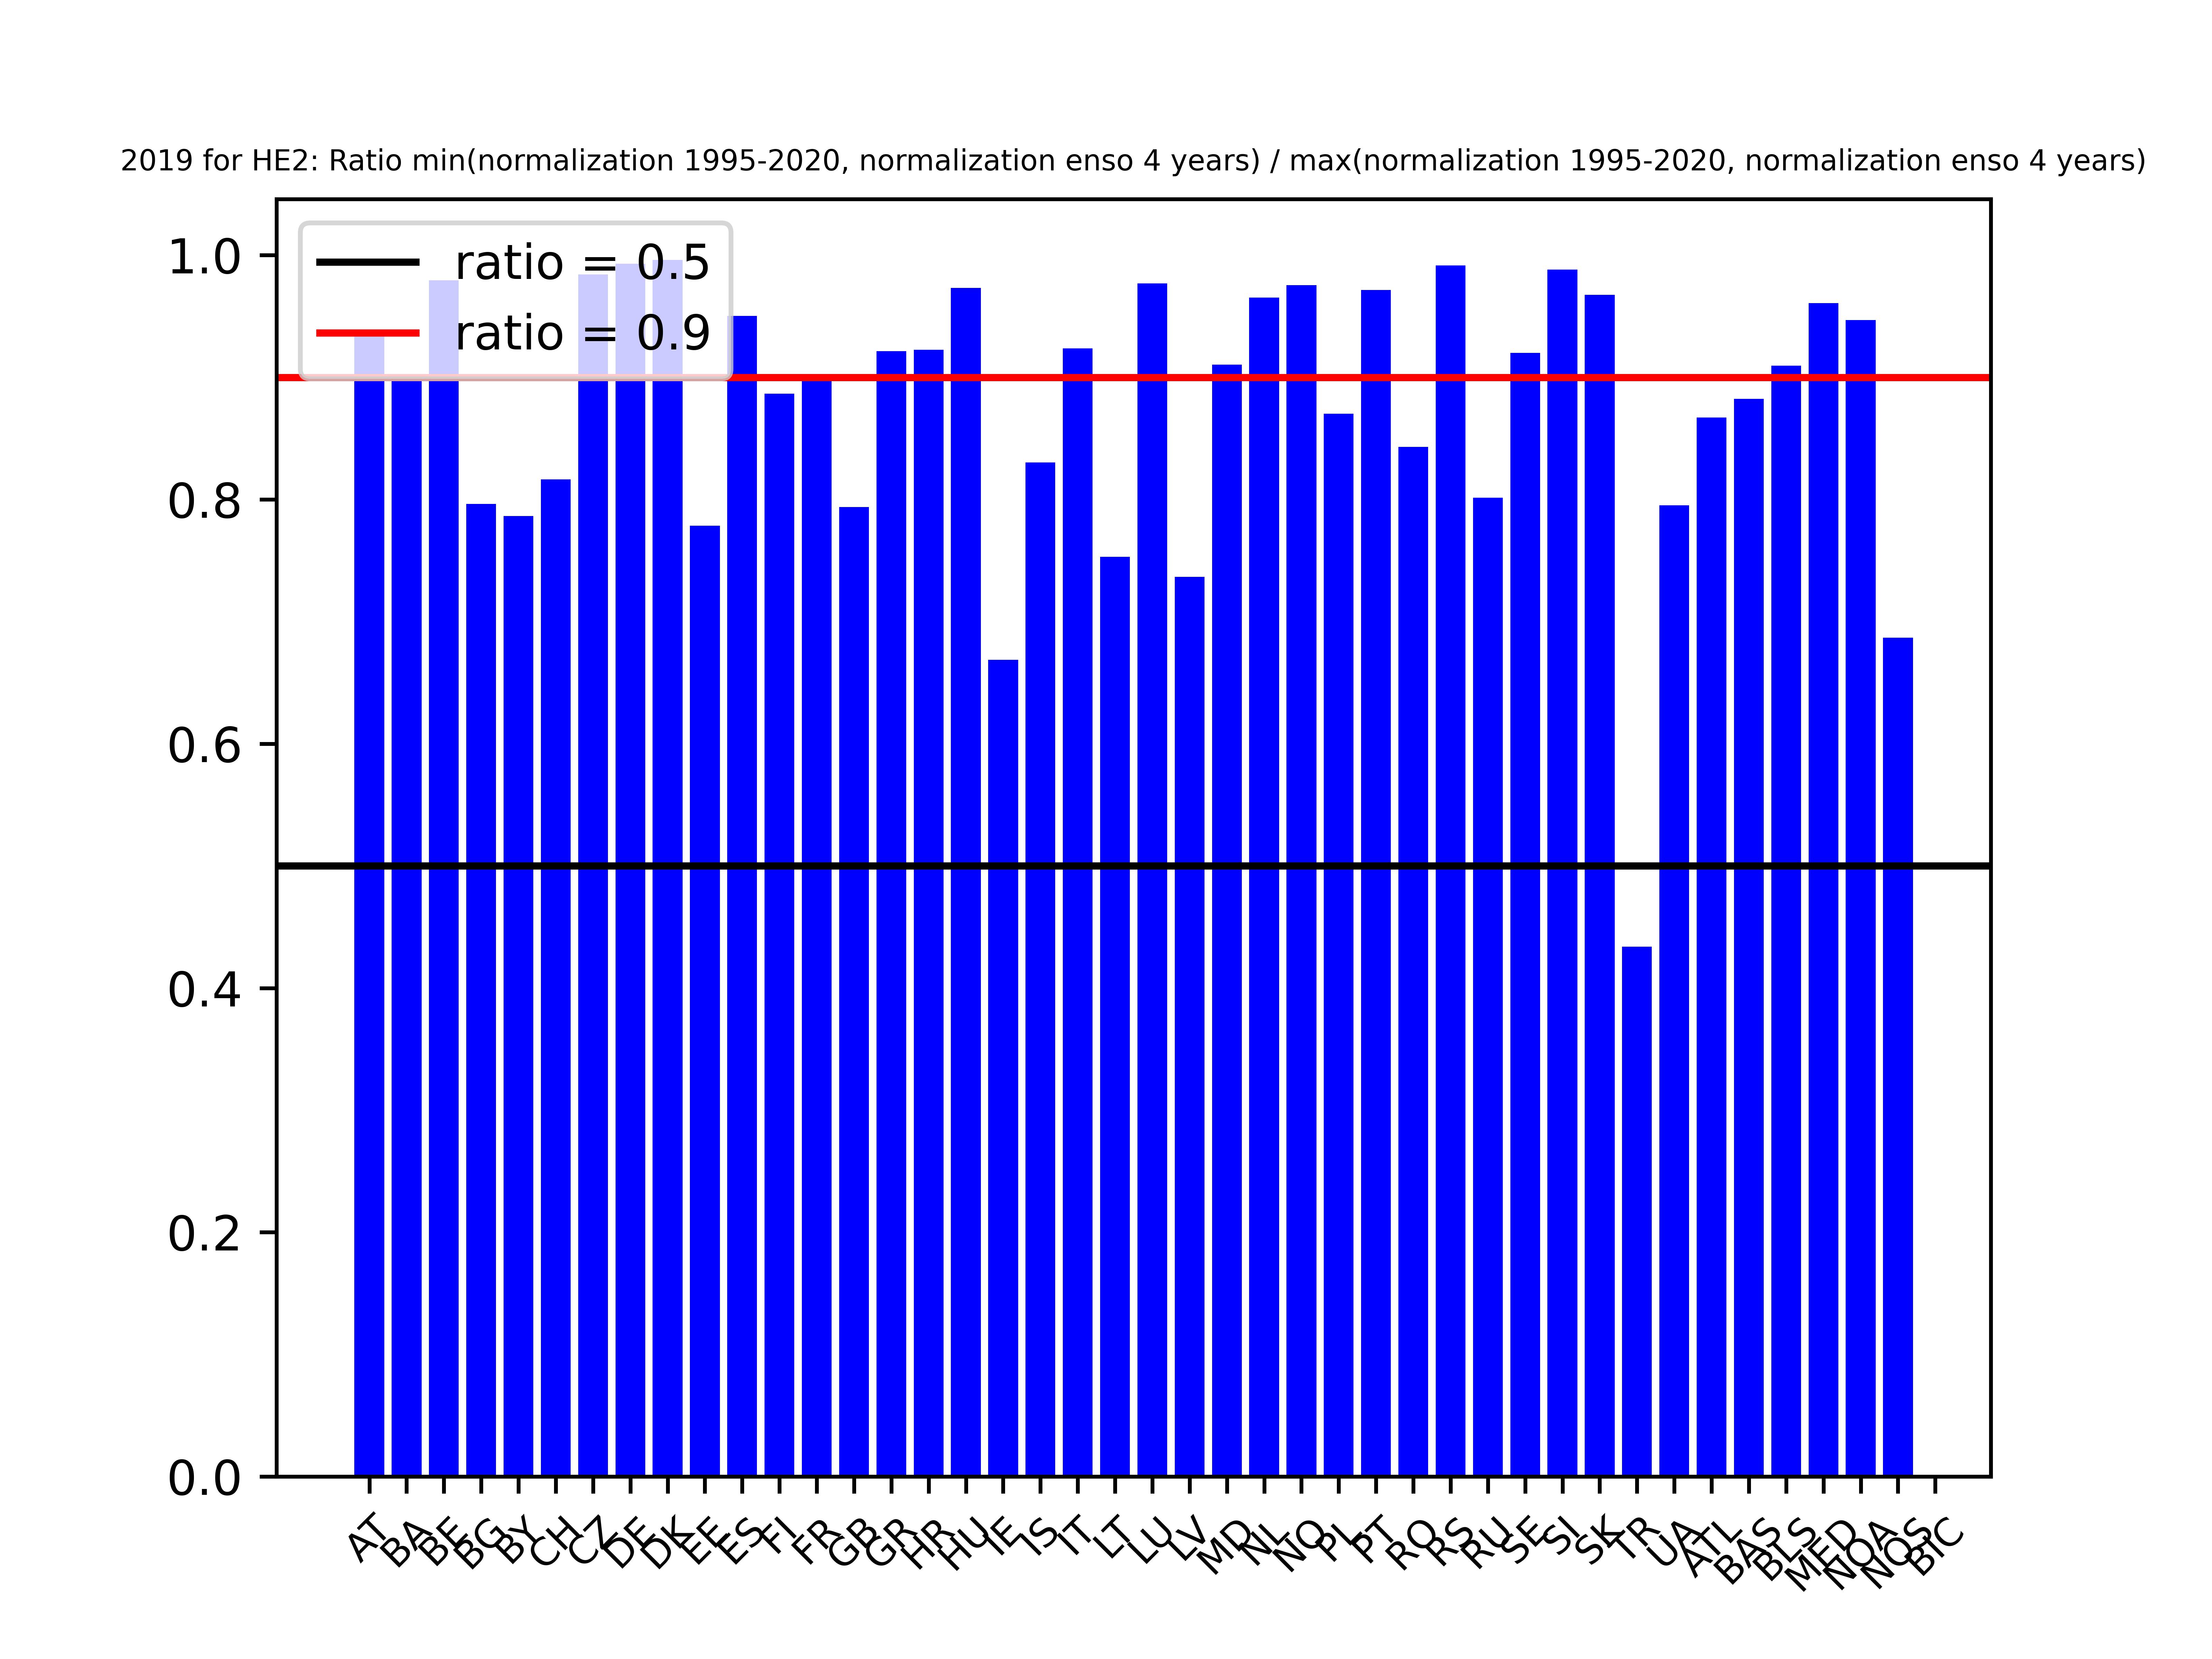 2019 for HE2: Ratio min(normalization 1995-2020, normalization enso 4 years) / max(normalization 1995-2020, normalization enso 4 years)
ratio = 0.5
ratio = 0.9
1.0
0.8
0.6
0.4
0.2
0.0
AT BA BE BG BY CH CZ DE DK EE ES FI FR GB GR HR HU IE IS IT LT LU LV MD NL NO PL PT RO RS RU SE SI SK TR UA ATL BAS BLS MED NOA NOS BIC